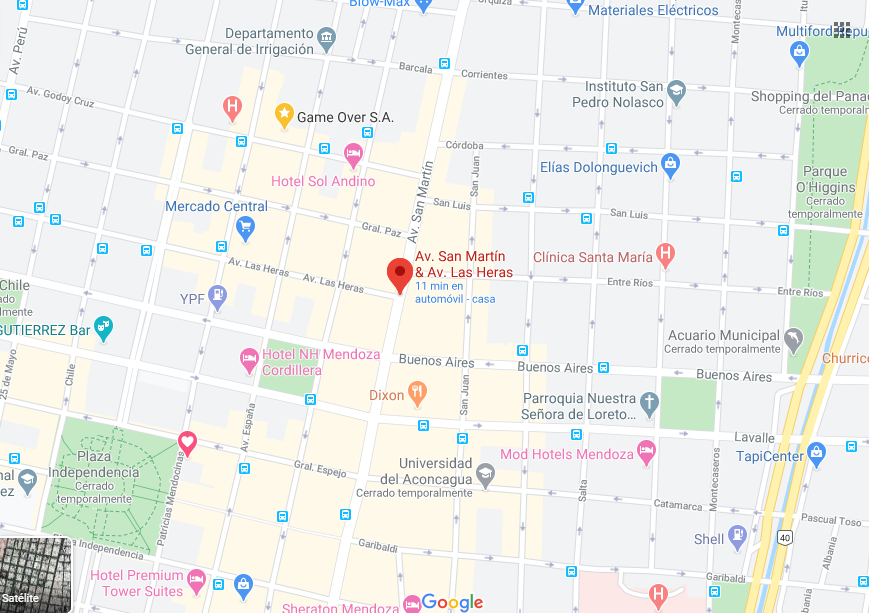 Blow-Max
Materiales Eléctricos
Montecaseros
Av. Perú
Departamento
General de Irrigación
Barcala
Corrientes
Av. Godoy Cruz
Instituto San
Pedro Nolasco
Game Over S.A.
Shopping del Pana
Cerrado temporalmen
Gral. Paz
Córdoba
San Juan
Hotel Sol Andino
Elías Dolonguevich
Parque
O'Higgins
Cerrado
temporalmente
Av. San Martín
Mercado Central
San Luis
San Luis
Gral. Paz
Av. San Martín
& Av. Las Heras
11 min en
automóvil - casa
Clínica Santa María
Av. Las Heras
Av. Las Heras
Entre Ríos
Entre Ríos
Chile
YPF
GUTIERREZ Bar
Acuario Municipal
Cerrado temporalmente
Churrico
Hotel NH Mendoza
Cordillera
Buenos Aires
Buenos Aires
Buenos Aires
25 de Mayo
Chile
San Juan
Dixon
Parroquia Nuestra
Señora de Loreto...
Av. España
Lavalle
Plaza
Independencia
Cerrado
temporalmente
Patricias Mendocinas
Gral. Espejo
Universidad
del Aconcagua
Cerrado temporalmente
Mod Hotels Mendoza
TapiCenter
Salta
Montecaseros
Catamarca
Pascual Toso
Shell
40
Albania
Albania
Garibaldi
Garibaldi
Independencia
Hotel Premium
Tower Suites
Sheraton Mendoza
Google
Satélite